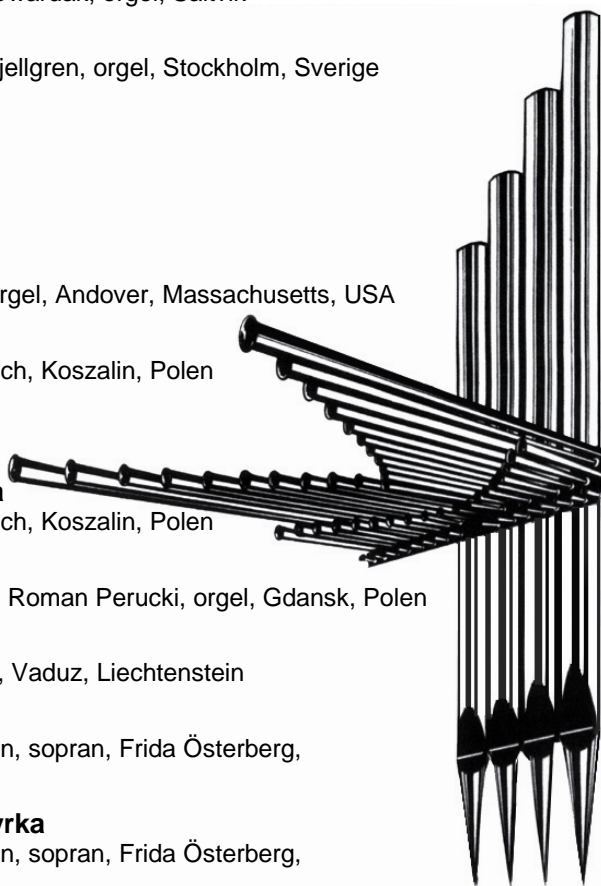 jellgren, orgel, Stockholm, Sverige
rgel, Andover, Massachusetts, USA
ch, Koszalin, Polen
a
ch, Koszalin, Polen
Roman Perucki, orgel, Gdansk, Polen
, Vaduz, Liechtenstein
n, sopran, Frida Österberg,
yrka
n, sopran, Frida Österberg,